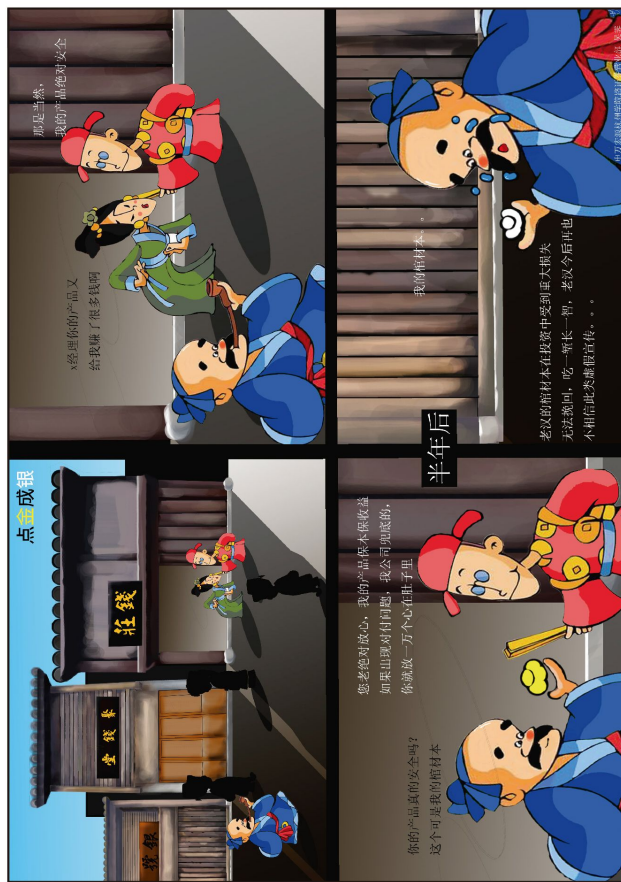 点金成银
銀號
聚錢堂
錢莊
x经理你的产品又
给我赚了很多钱啊
那是当然，
我的产品绝对安全
你的产品真的安全吗？
这个可是我的棺材本
您老绝对放心，我的产品保本保收益
如果出现对付问题，我公司兜底的，
你就放一万个心在肚子里
半年后
我的棺材本。。
老汉的棺材本在投资中受到重大损失
无法挽回，吃一堑长一智，老汉今后再也
不相信此类虚假宣传。。。